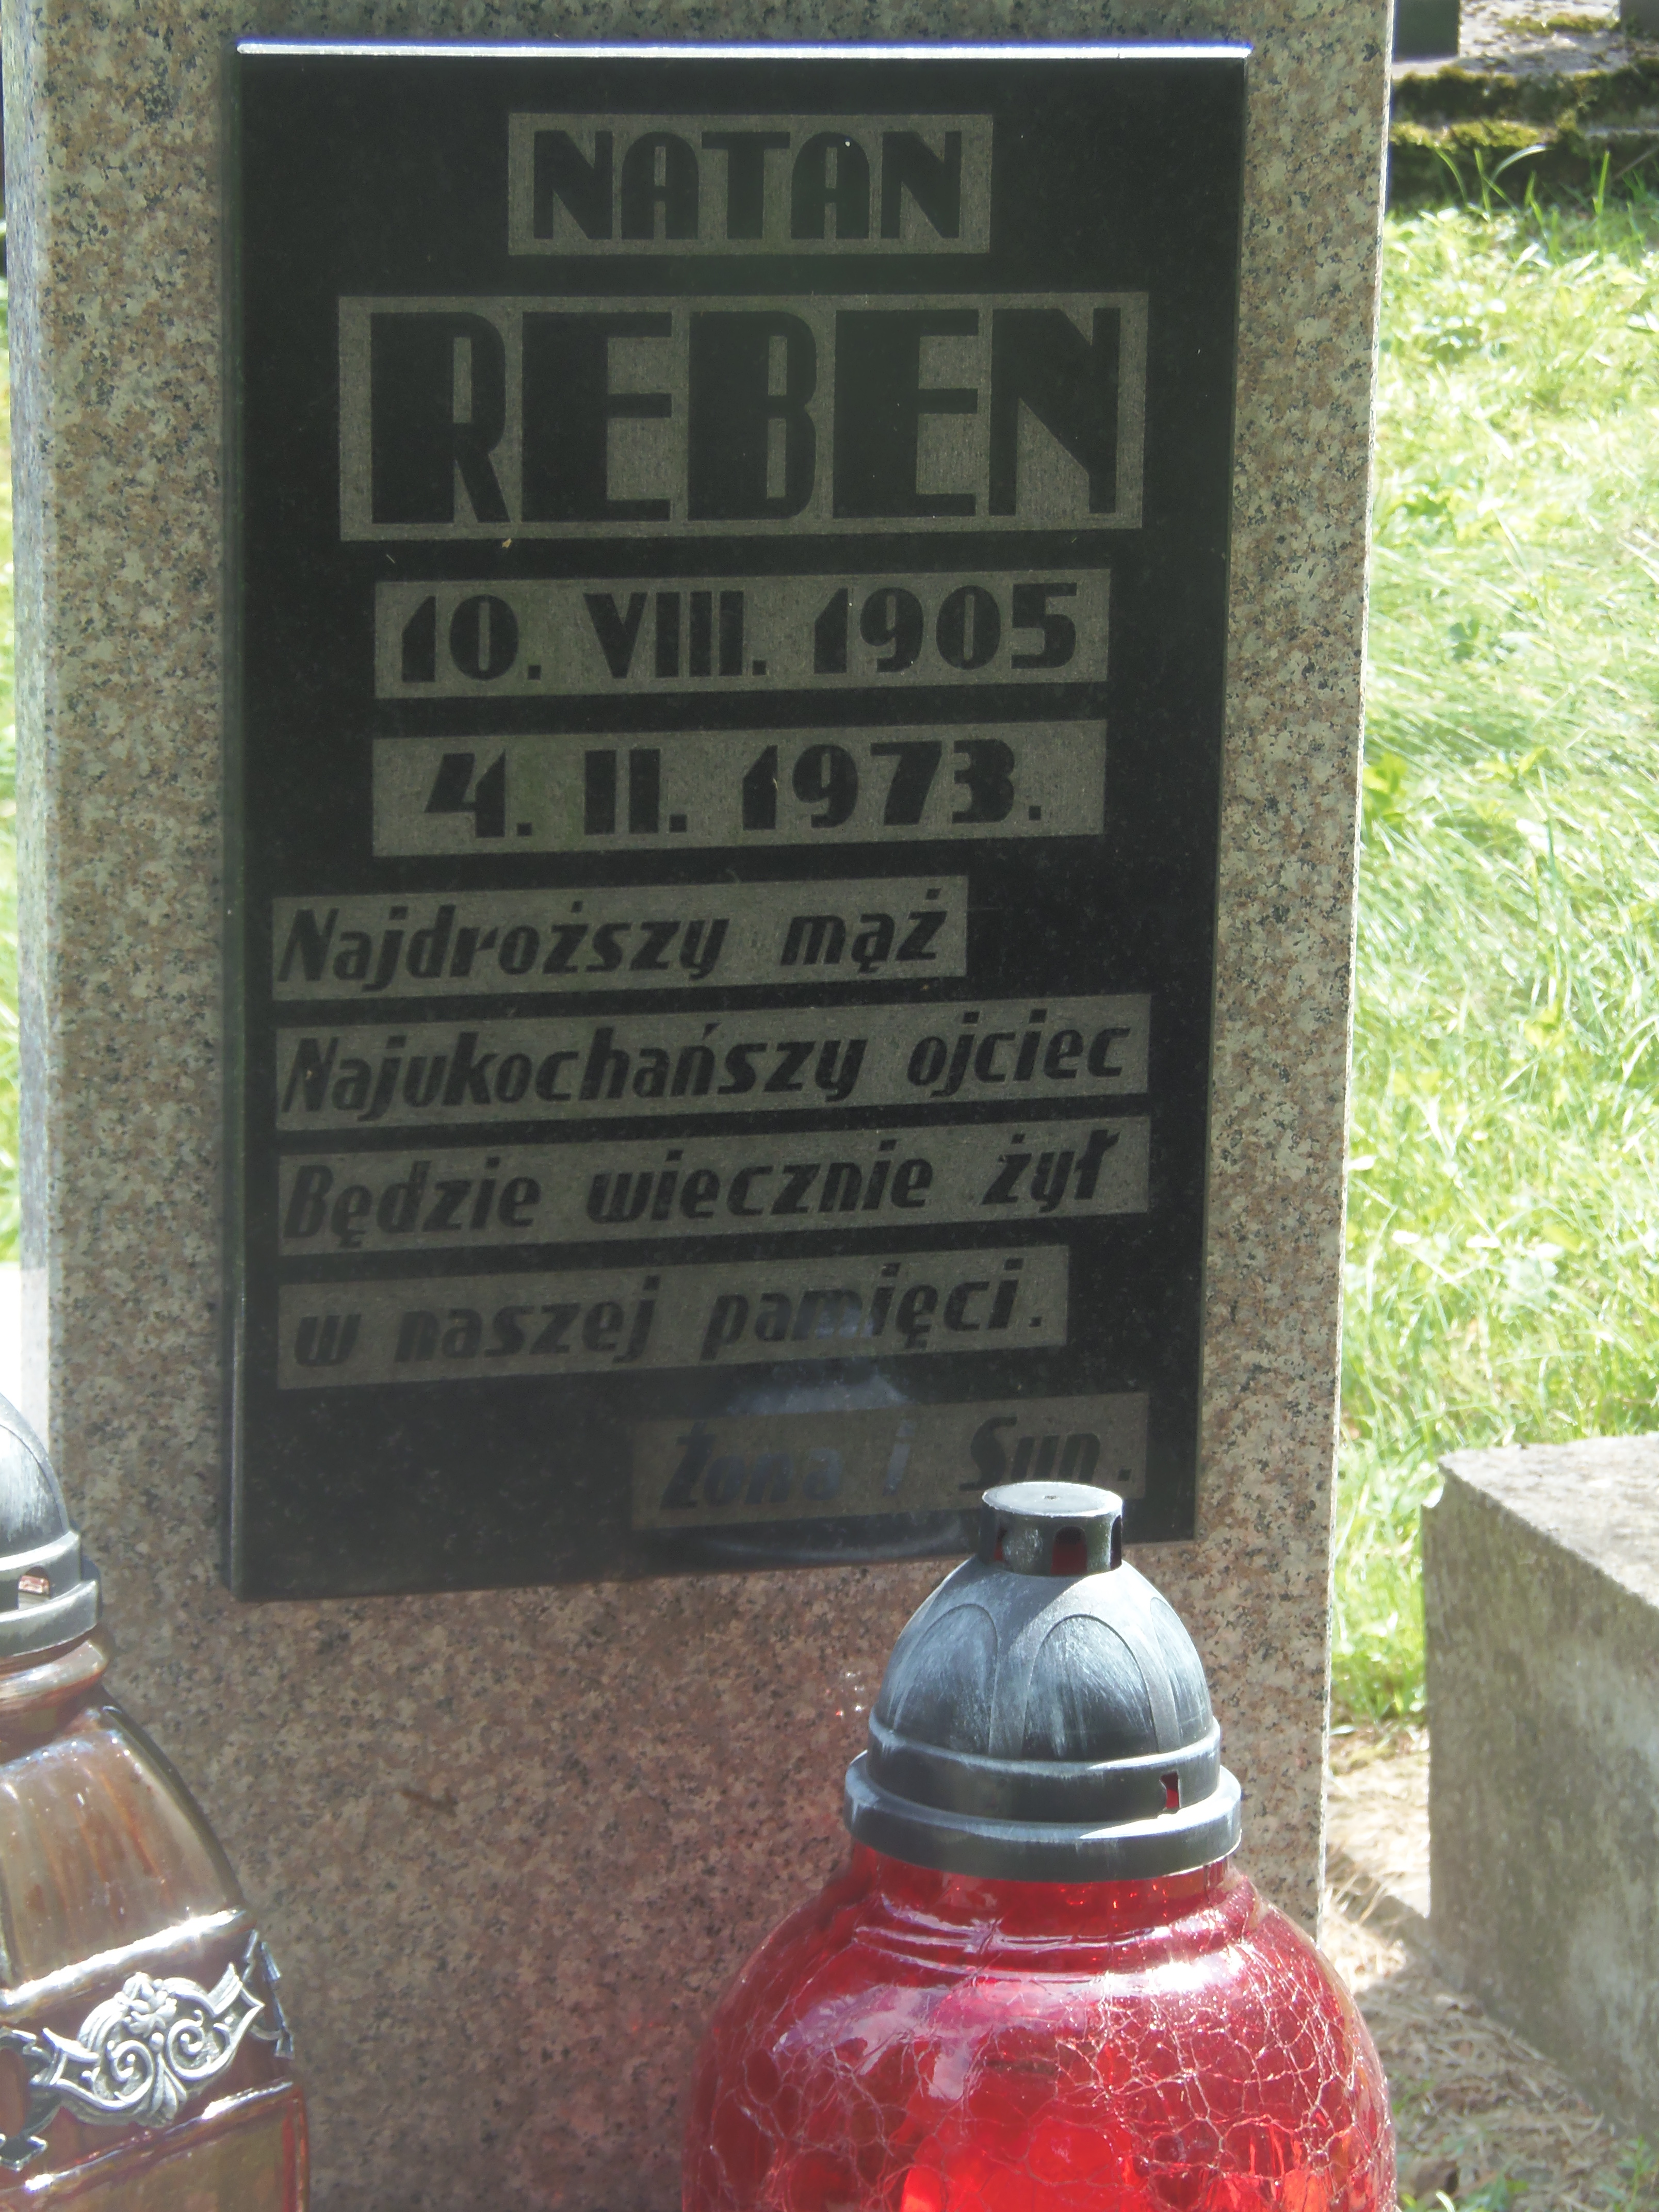 NATAN
REBEN
10. VIII. 1905
4. II. 1973.
Najdroższy mąż
Najukochańszy ojciec
Będzie wiecznie żył
w naszej pamięci.
Żona i Syn.